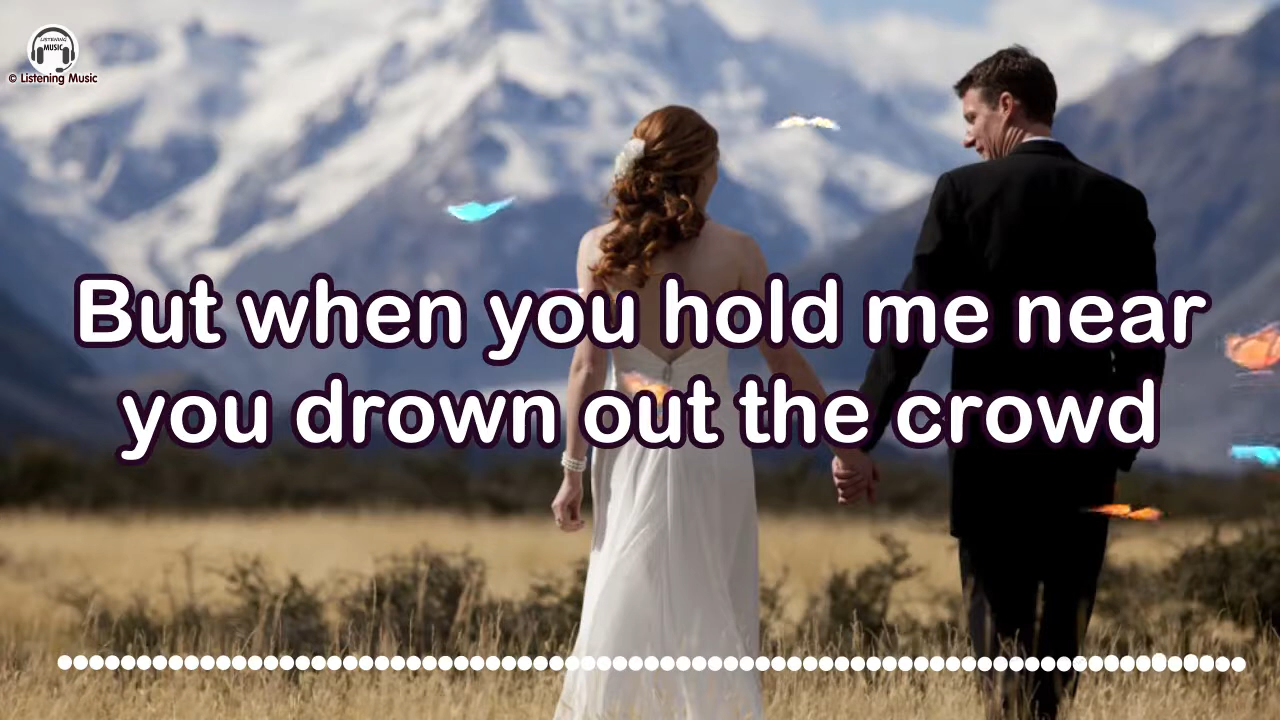 LISTENING
MUSIC
© Listening Music
But when you hold me near
you drown out the crowd